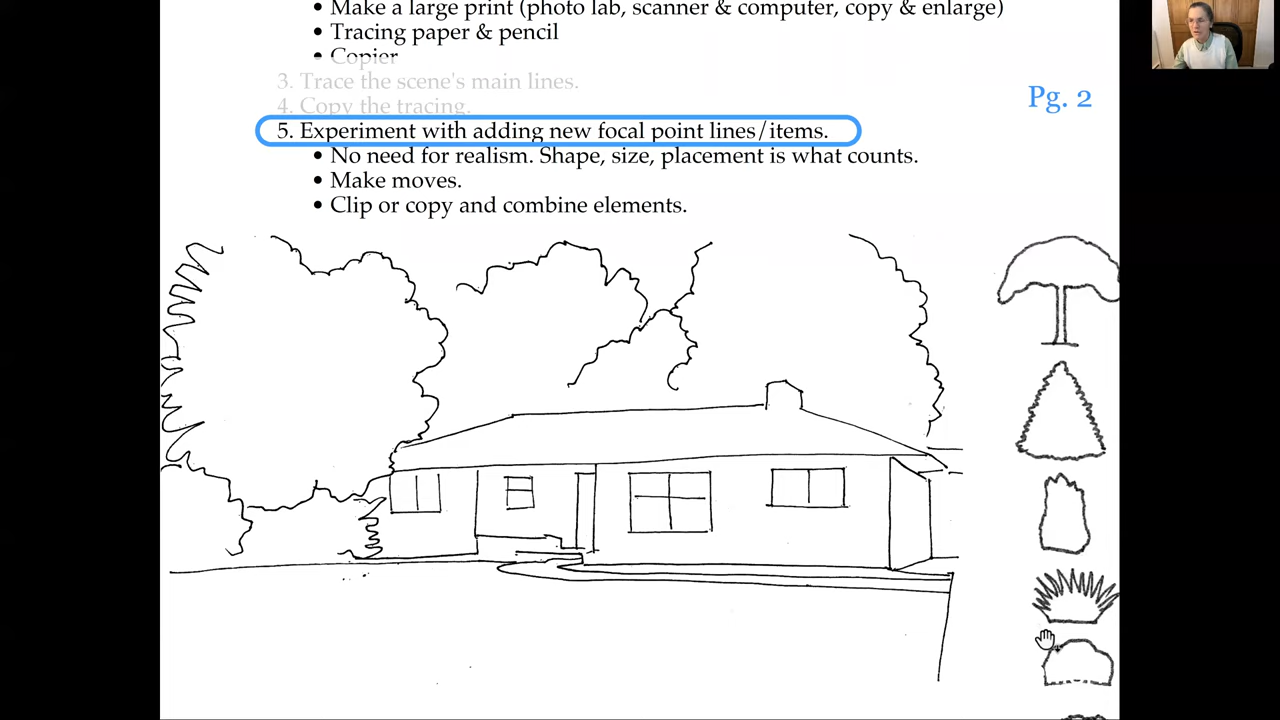 • Make a large print (photo lab, scanner & computer, copy & enlarge)
• Tracing paper & pencil
• Copier
3. Trace the scene's main lines.
4. Copy the tracing.
Pg. 2
5. Experiment with adding new focal point lines/items.
• No need for realism. Shape, size, placement is what counts.
• Make moves.
• Clip or copy and combine elements.